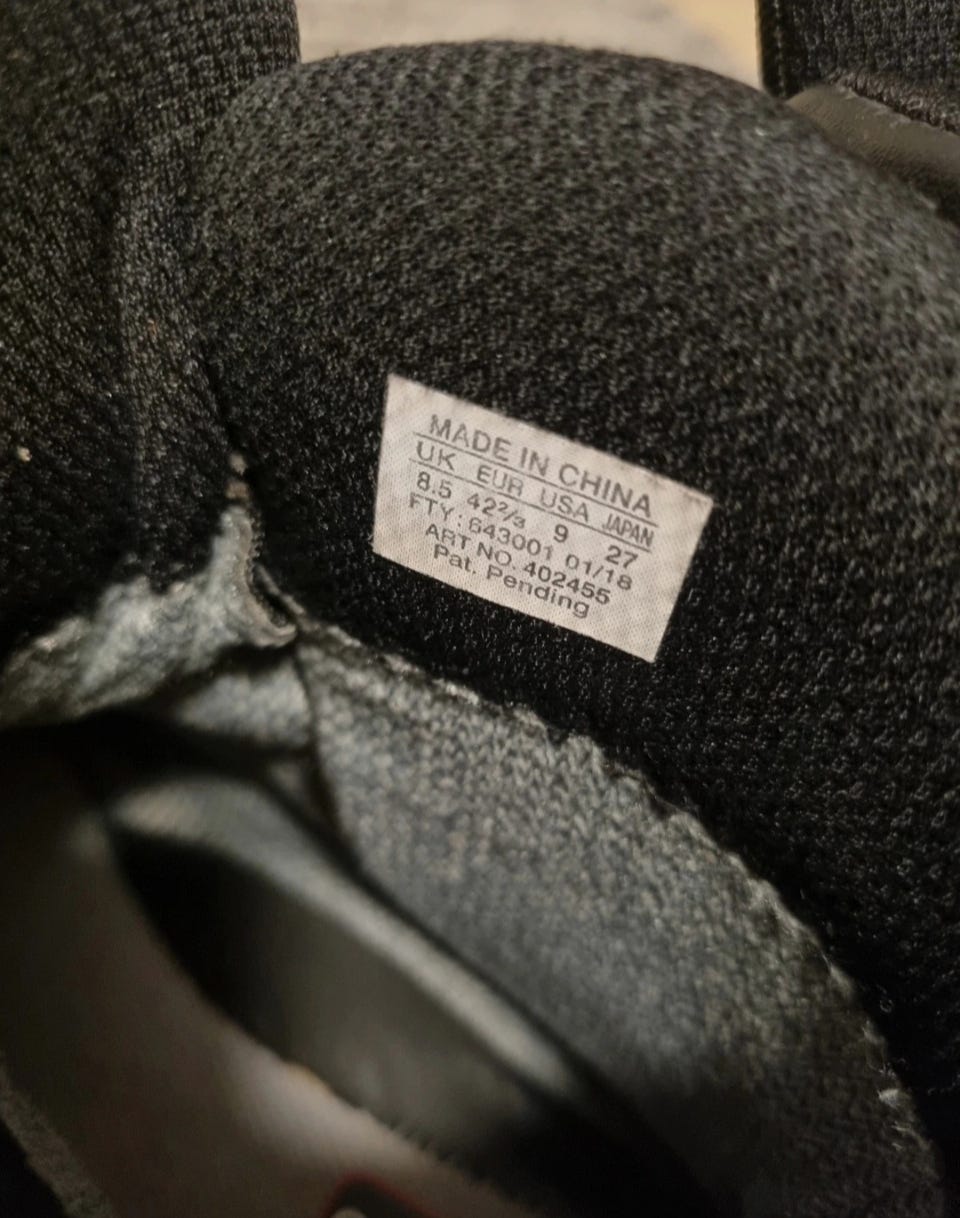 MADE IN CHINA
UK EUR USA JAPAN
8.5 42⅔ 9 27
FTY: 643001 01/18
ART NO. 402455
Pat. Pending